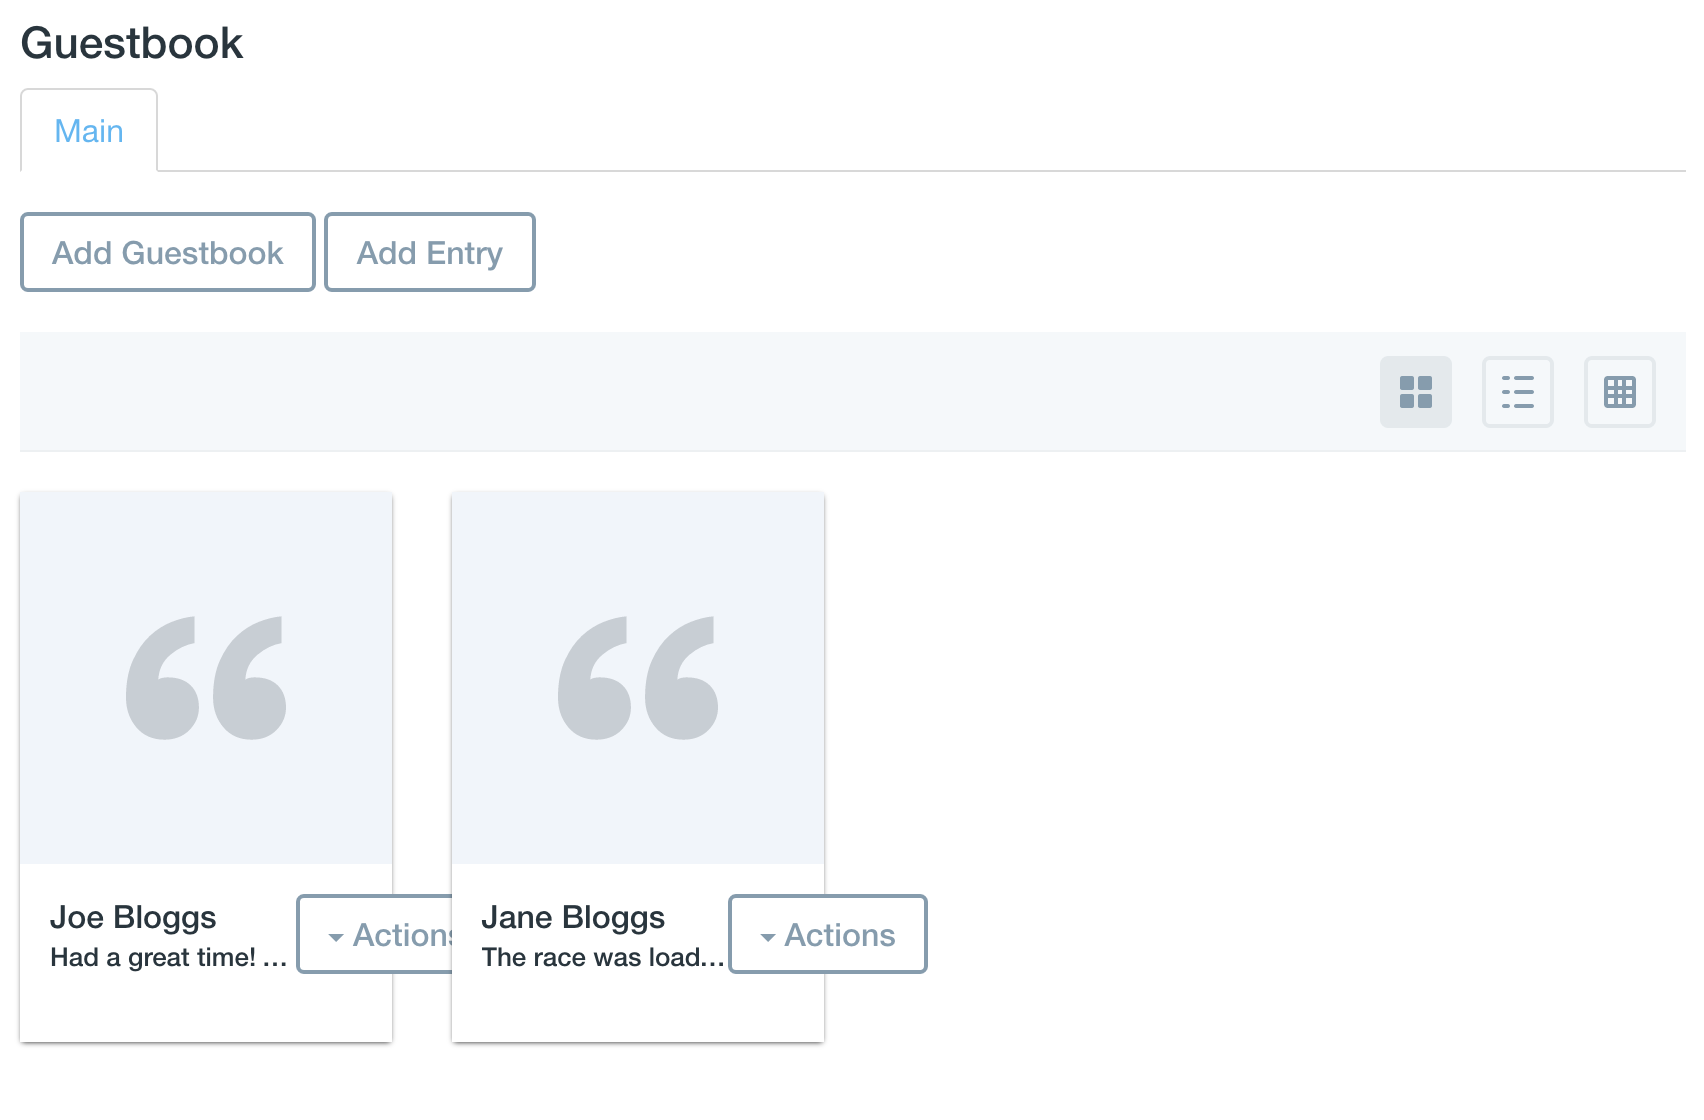 Guestbook
Main
Add Guestbook Add Entry
Joe Bloggs
Had a great time! …
Actions
Jane Bloggs
The race was load…
Actions